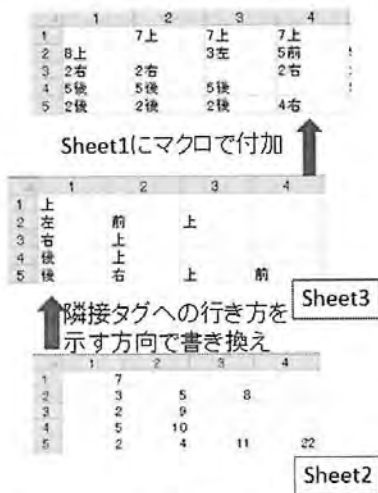 1 2 3 4
1 7上 7上 7上
2 8上 3左 5前
3 2右 2右 2右
4 5後 5後 5後
5 2後 2後 2後 4右
Sheet1にマクロで付加
1 2 3 4
1 上
2 左 前 上
3 右 上
4 後 上
5 後 右 上 前
Sheet3
隣接タグへの行き方を
示す方向で書き換え
1 2 3 4
1 7
2 3 5 8
3 2 9
4 5 10
5 2 4 11 22
Sheet2